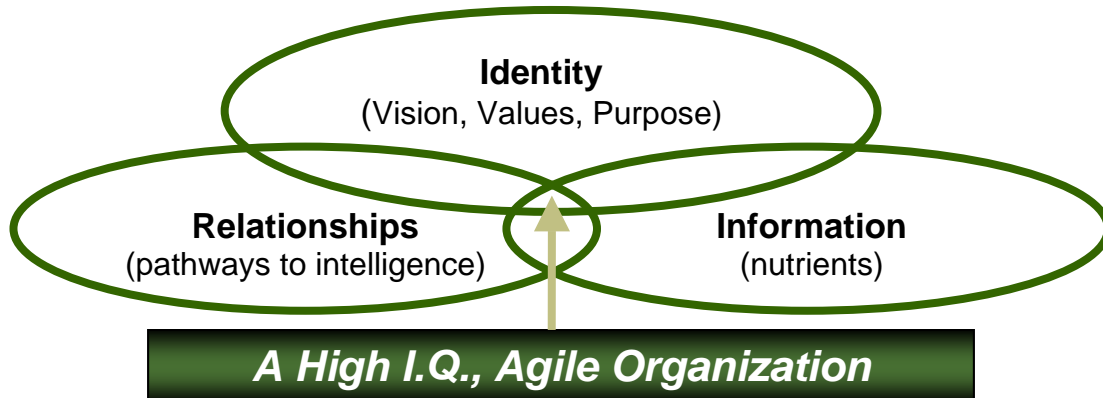 Identity
(Vision, Values, Purpose)
Relationships
(pathways to intelligence)
Information
(nutrients)
A High I.Q., Agile Organization